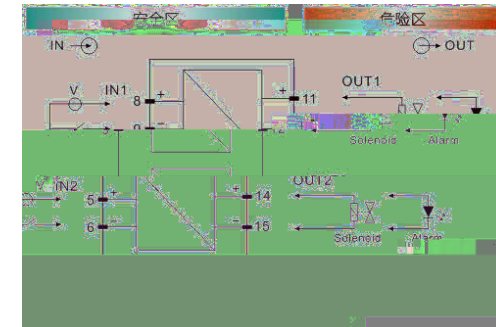 安全区 危险区
IN OUT
V IN1 8 + + 11 OUT1
Solenoid Alarm
IN2 5 + + 14 OUT2
6 - - 15
Solenoid Alarm